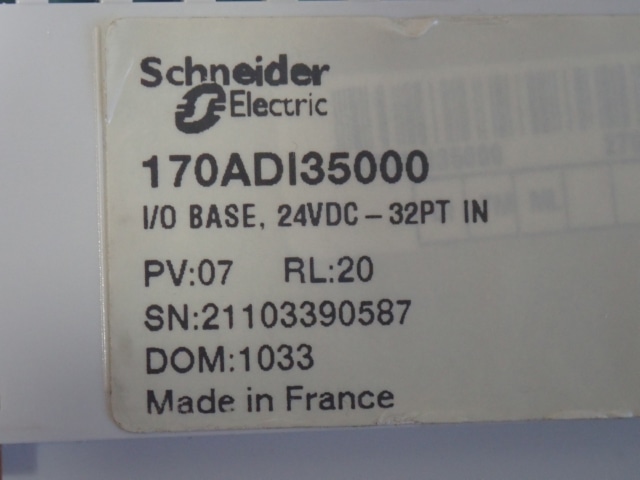 Schneider
Electric
170ADI35000
I/O BASE, 24VDC-32PT IN
PV:07 RL:20
SN:21103390587
DOM:1033
Made in France